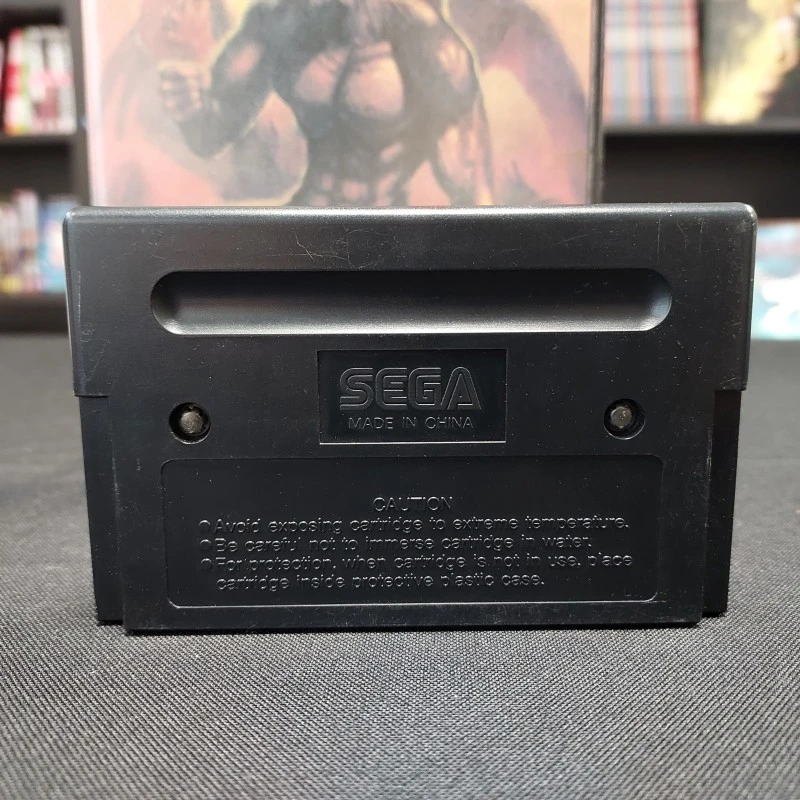 SEGA
MADE IN CHINA
CAUTION
●Avoid exposing cartridge to extreme temperature.
●Be careful not to immerse cartridge in water.
●For protection, when cartridge is not in use, place
cartridge inside protective plastic case.